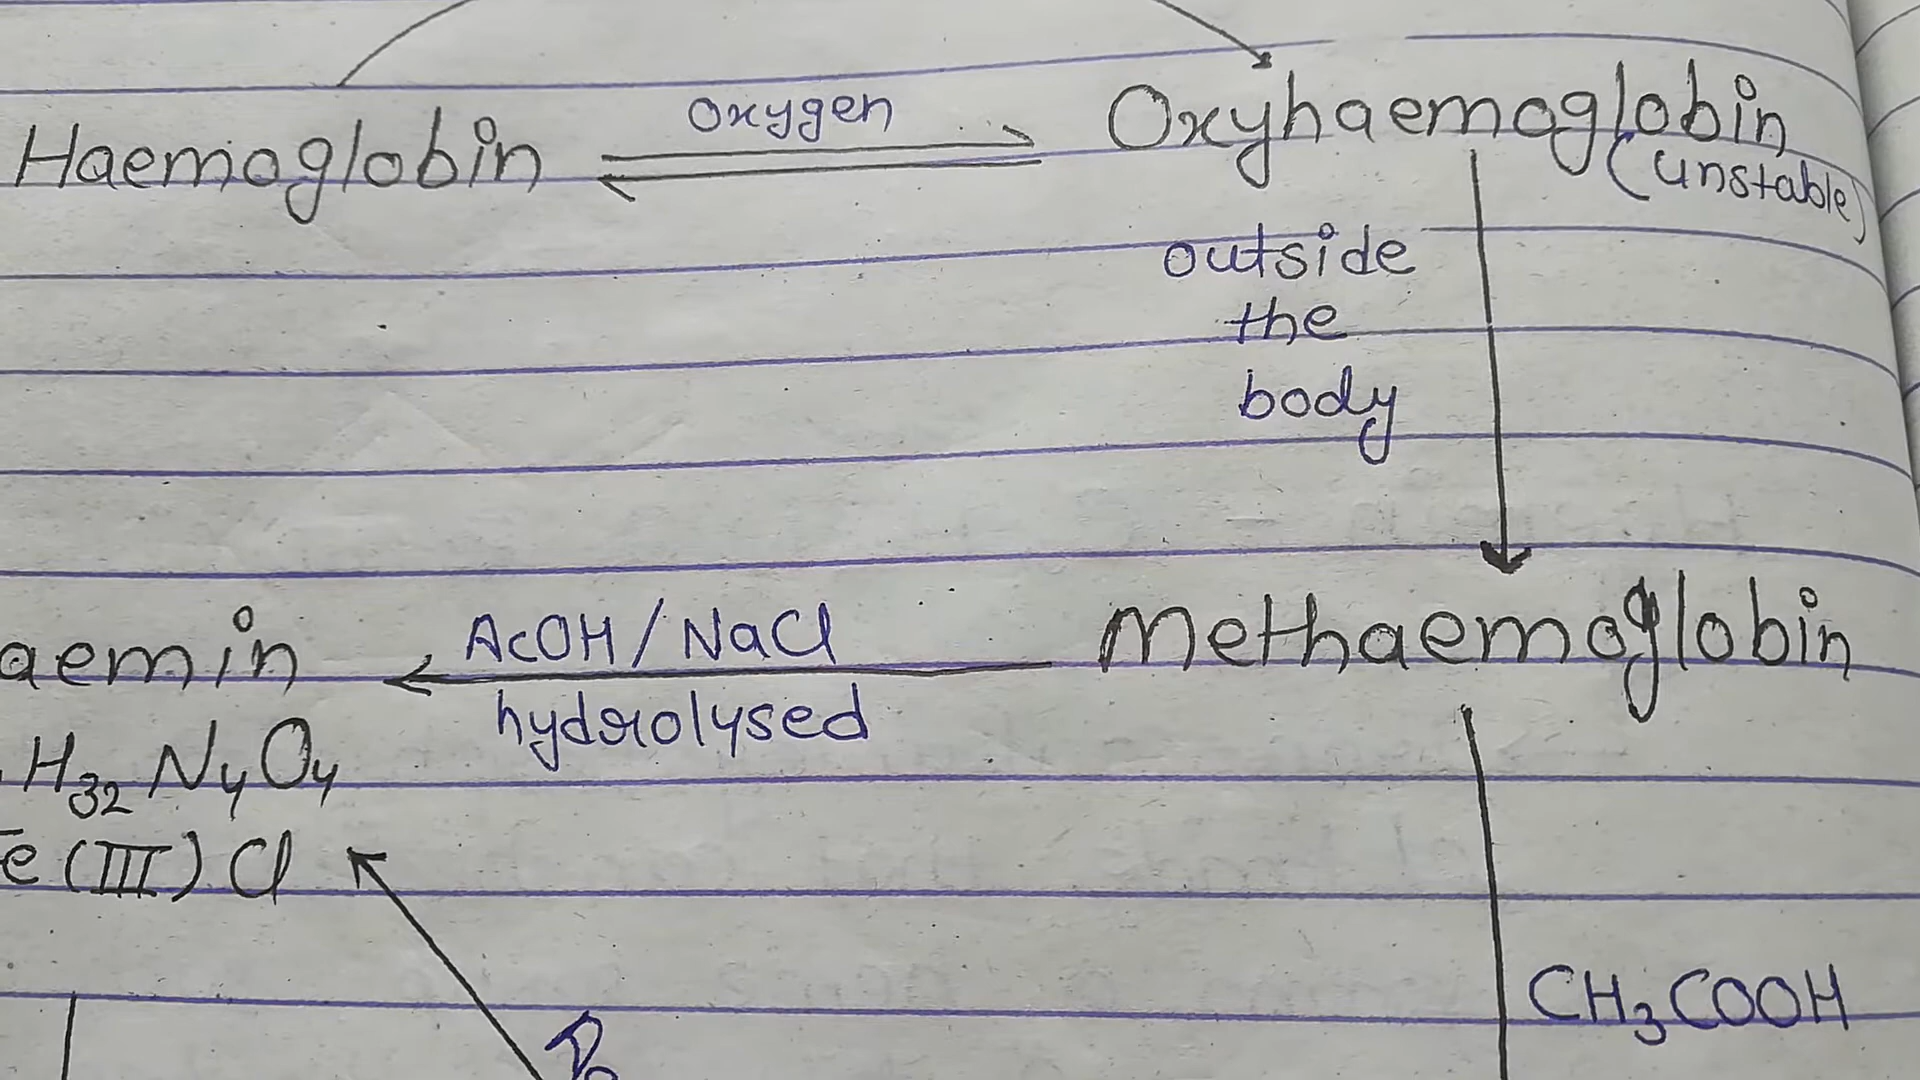 Oxygen
Haemoglobin ⇌ Oxyhaemoglobin
(unstable)
outside
the
body
AcOH / NaCl
aemin ← Methaemoglobin
hydrolysed
H32 N4 O4
e (III) Cl
CH3COOH